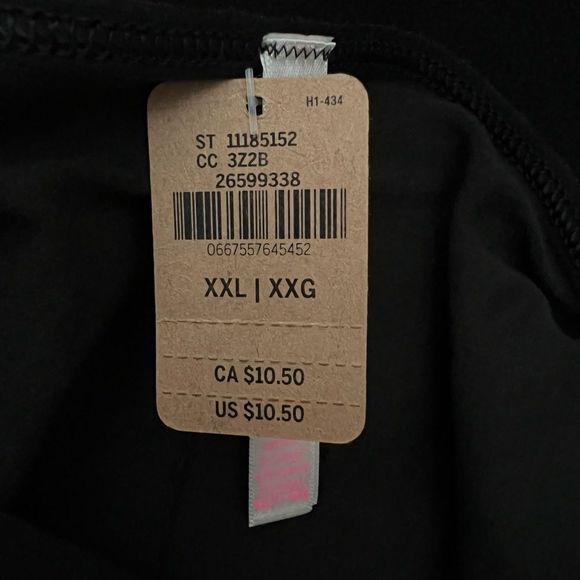 H1-434
ST 11185152
CC 3Z2B
26599338
0667557645452
XXL | XXG
CA $10.50
US $10.50